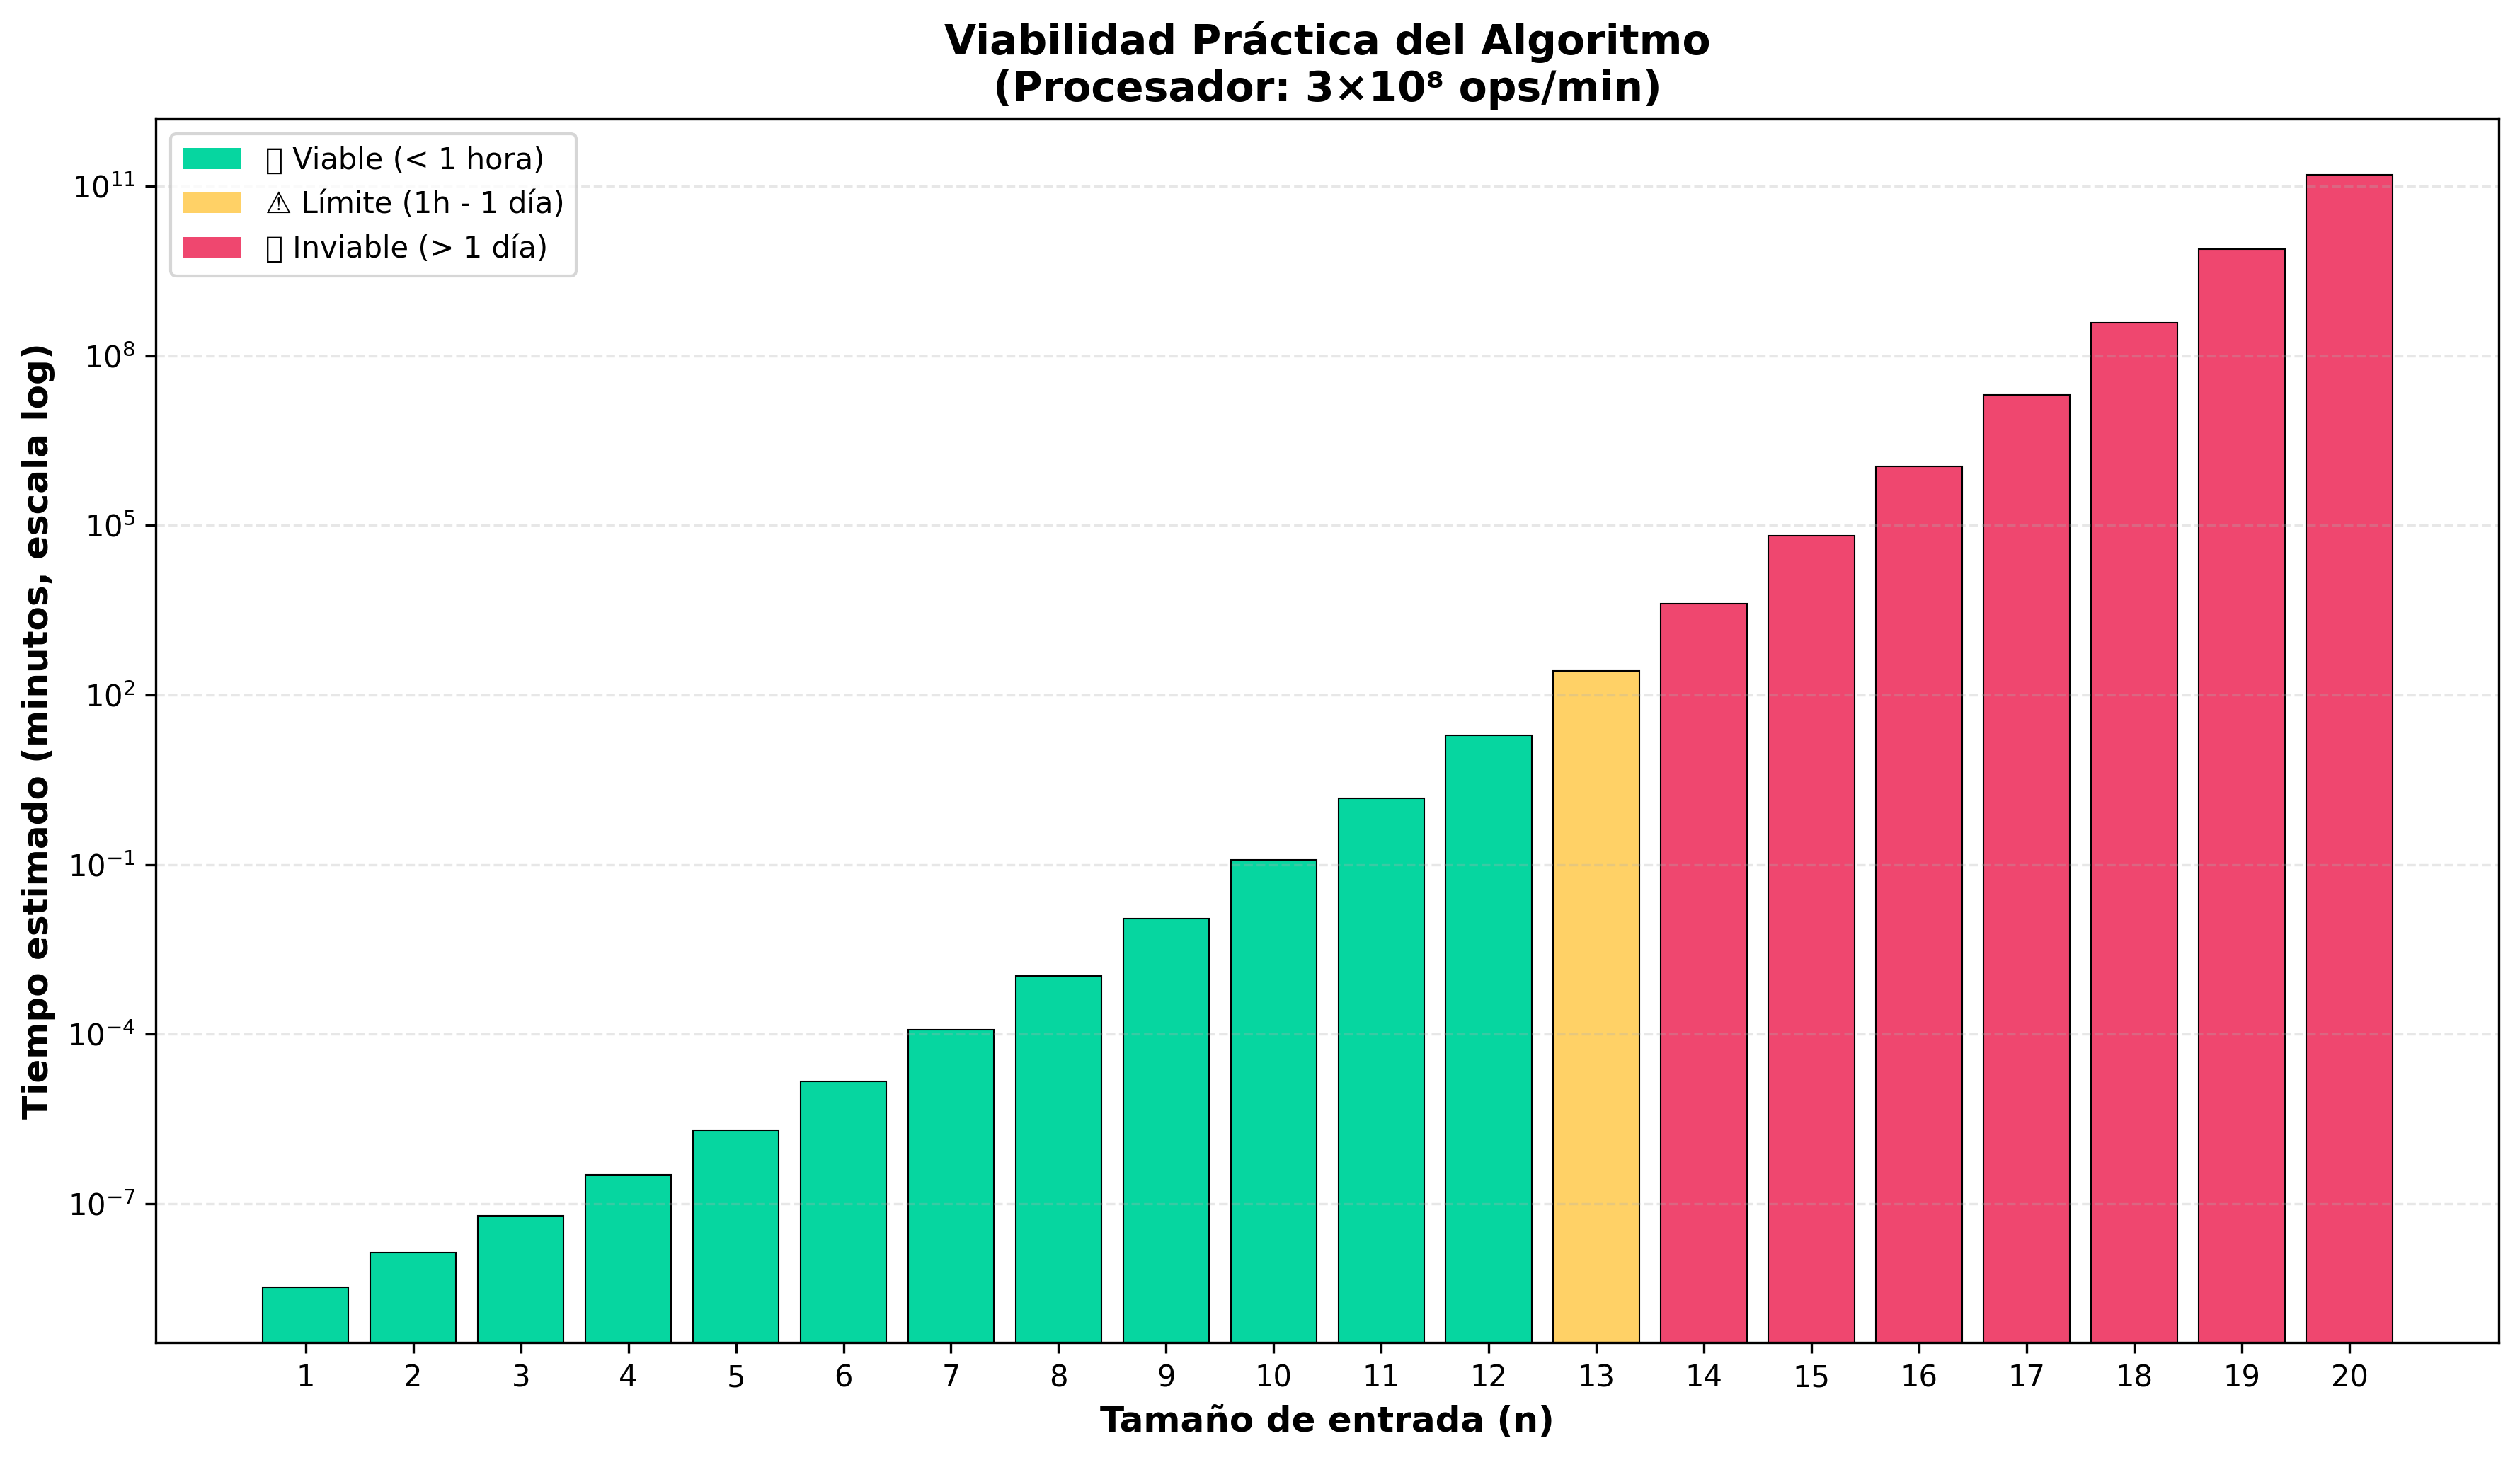 Viabilidad Práctica del Algoritmo
(Procesador: 3×10⁸ ops/min)
Viable (< 1 hora)
⚠ Límite (1h - 1 día)
Inviable (> 1 día)
Tiempo estimado (minutos, escala log)
10¹¹
10⁸
10⁵
10²
10⁻¹
10⁻⁴
10⁻⁷
1 2 3 4 5 6 7 8 9 10 11 12 13 14 15 16 17 18 19 20
Tamaño de entrada (n)